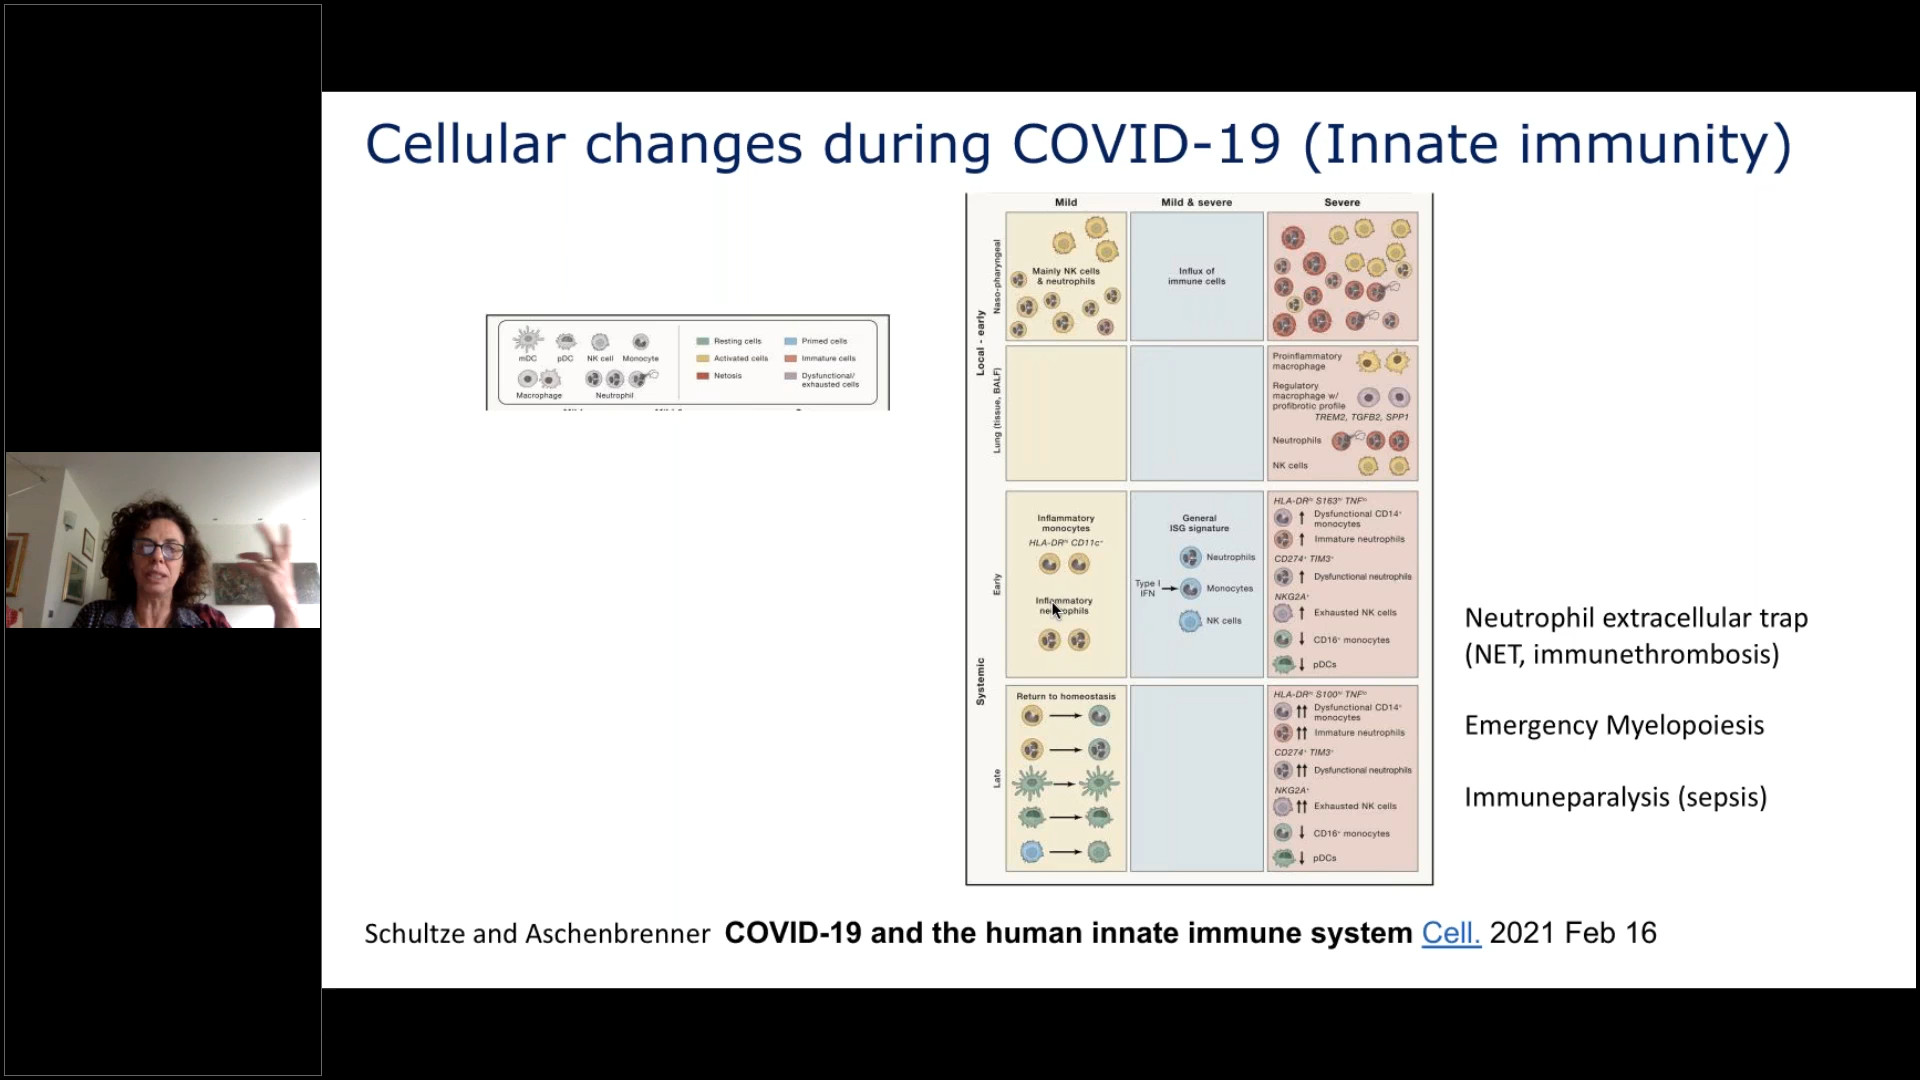 Cellular changes during COVID-19 (Innate immunity)
mDC
pDC
NK cell
Monocyte
Macrophage
Neutrophil
Resting cells
Primed cells
Activated cells
Immature cells
Netosis
Dysfunctional/
exhausted cells
Mild
Mild & severe
Severe
Local - early
Naso-pharyngeal
Mainly NK cells
& neutrophils
Influx of
immune cells
Lung (tissue, BALF)
Proinflammatory
macrophage
Regulatory
macrophage w/
profibrotic profile
TREM2, TGFB2, SPP1
Neutrophils
NK cells
Systemic
Early
Inflammatory
monocytes
HLA-DRʰⁱ CD11c⁺
Inflammatory
neutrophils
General
ISG signature
Type I
IFN
Neutrophils
Monocytes
NK cells
HLA-DRˡᵒ S163ʰⁱ TNFˡᵒ
Dysfunctional CD14⁺
monocytes
Immature neutrophils
CD274⁺ TIM3⁺
Dysfunctional neutrophils
NKG2A⁺
Exhausted NK cells
CD16⁺ monocytes
pDCs
Late
Return to homeostasis
HLA-DRˡᵒ S100ʰⁱ TNFˡᵒ
Dysfunctional CD14⁺
monocytes
Immature neutrophils
CD274⁺ TIM3⁺
Dysfunctional neutrophils
NKG2A⁺
Exhausted NK cells
CD16⁺ monocytes
pDCs
Neutrophil extracellular trap
(NET, immunethrombosis)
Emergency Myelopoiesis
Immuneparalysis (sepsis)
Schultze and Aschenbrenner COVID-19 and the human innate immune system Cell. 2021 Feb 16